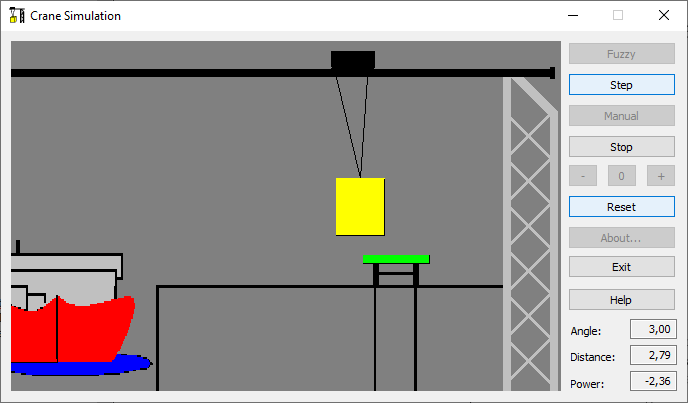 Crane Simulation
Fuzzy
Step
Manual
Stop
- 0 +
Reset
About...
Exit
Help
Angle: 3,00
Distance: 2,79
Power: -2,36